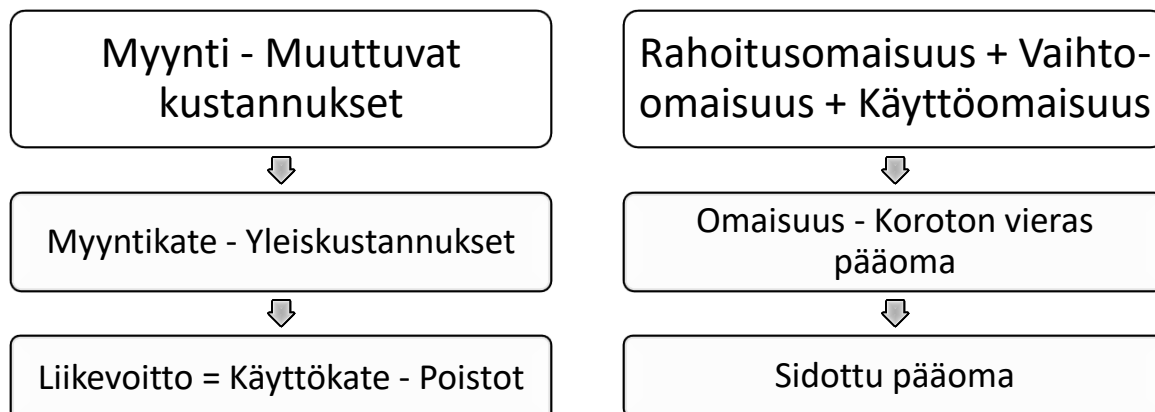 Myynti - Muuttuvat
kustannukset
Myyntikate - Yleiskustannukset
Liikevoitto = Käyttökate - Poistot
Rahoitusomaisuus + Vaihto-
omaisuus + Käyttöomaisuus
Omaisuus - Koroton vieras
pääoma
Sidottu pääoma